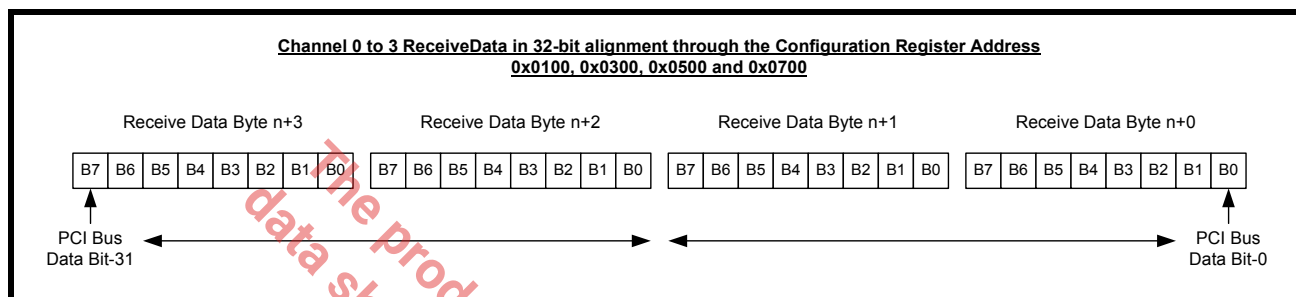 Channel 0 to 3 ReceiveData in 32-bit alignment through the Configuration Register Address
0x0100, 0x0300, 0x0500 and 0x0700
Receive Data Byte n+3 Receive Data Byte n+2 Receive Data Byte n+1 Receive Data Byte n+0
B7 B6 B5 B4 B3 B2 B1 B0 B7 B6 B5 B4 B3 B2 B1 B0 B7 B6 B5 B4 B3 B2 B1 B0 B7 B6 B5 B4 B3 B2 B1 B0
PCI Bus PCI Bus
Data Bit-31 Data Bit-0
The prod
data sh